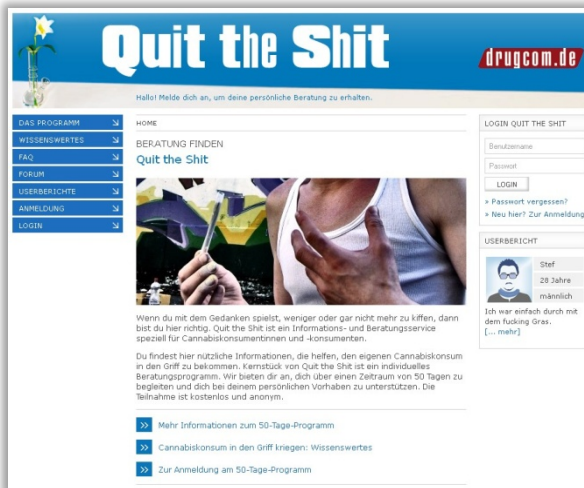 Quit the Shit
drugcom.de
Hallo! Melde dich an, um deine persönliche Beratung zu erhalten.
DAS PROGRAMM
WISSENSWERTES
FAQ
FORUM
USERBERICHTE
ANMELDUNG
LOGIN
HOME
BERATUNG FINDEN
Quit the Shit
Wenn du mit dem Gedanken spielst, weniger oder gar nicht mehr zu kiffen, dann
bist du hier richtig. Quit the Shit ist ein Informations- und Beratungsservice
speziell für Cannabiskonsumentinnen und -konsumenten.
Du findest hier nützliche Informationen, die helfen, den eigenen Cannabiskonsum
in den Griff zu bekommen. Kernstück von Quit the Shit ist ein individuelles
Beratungsprogramm. Wir bieten dir an, dich über einen Zeitraum von 50 Tagen zu
begleiten und dich bei deinem persönlichen Vorhaben zu unterstützen. Die
Teilnahme ist kostenlos und anonym.
» Mehr Informationen zum 50-Tage-Programm
» Cannabiskonsum in den Griff kriegen: Wissenswertes
» Zur Anmeldung am 50-Tage-Programm
LOGIN QUIT THE SHIT
Benutzername
Passwort
LOGIN
» Passwort vergessen?
» Neu hier? Zur Anmeldung
USERBERICHT
Stef
28 Jahre
männlich
Ich war einfach durch mit
dem fucking Gras.
[... mehr]